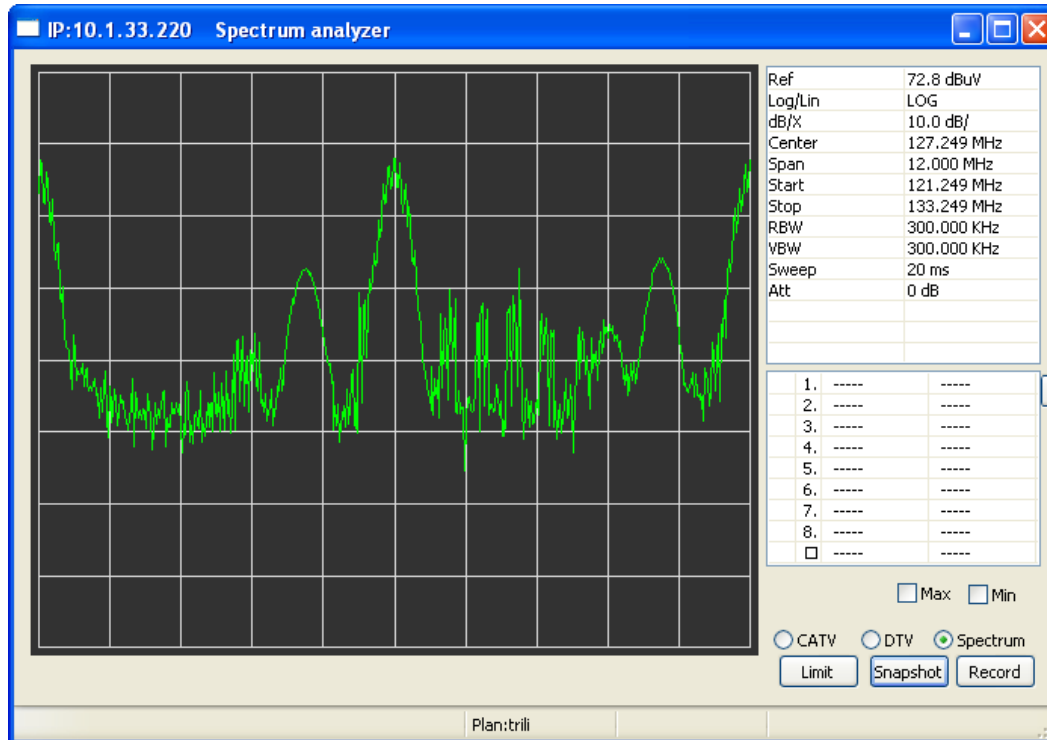 IP:10.1.33.220 Spectrum analyzer
Ref 72.8 dBuV
Log/Lin LOG
dB/X 10.0 dB/
Center 127.249 MHz
Span 12.000 MHz
Start 121.249 MHz
Stop 133.249 MHz
RBW 300.000 KHz
VBW 300.000 KHz
Sweep 20 ms
Att 0 dB
1. ----- -----
2. ----- -----
3. ----- -----
4. ----- -----
5. ----- -----
6. ----- -----
7. ----- -----
8. ----- -----
----- -----
Max Min
CATV DTV Spectrum
Limit Snapshot Record
Plan:trili